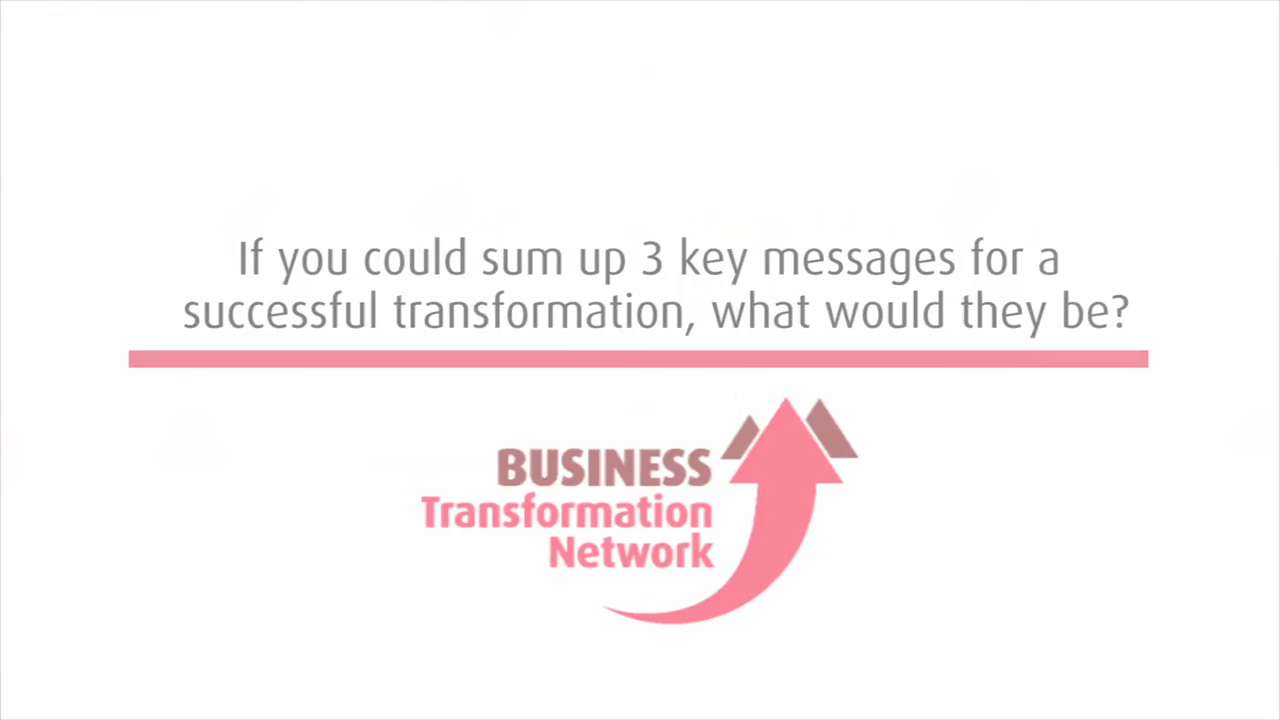 If you could sum up 3 key messages for a
successful transformation, what would they be?
BUSINESS
Transformation
Network